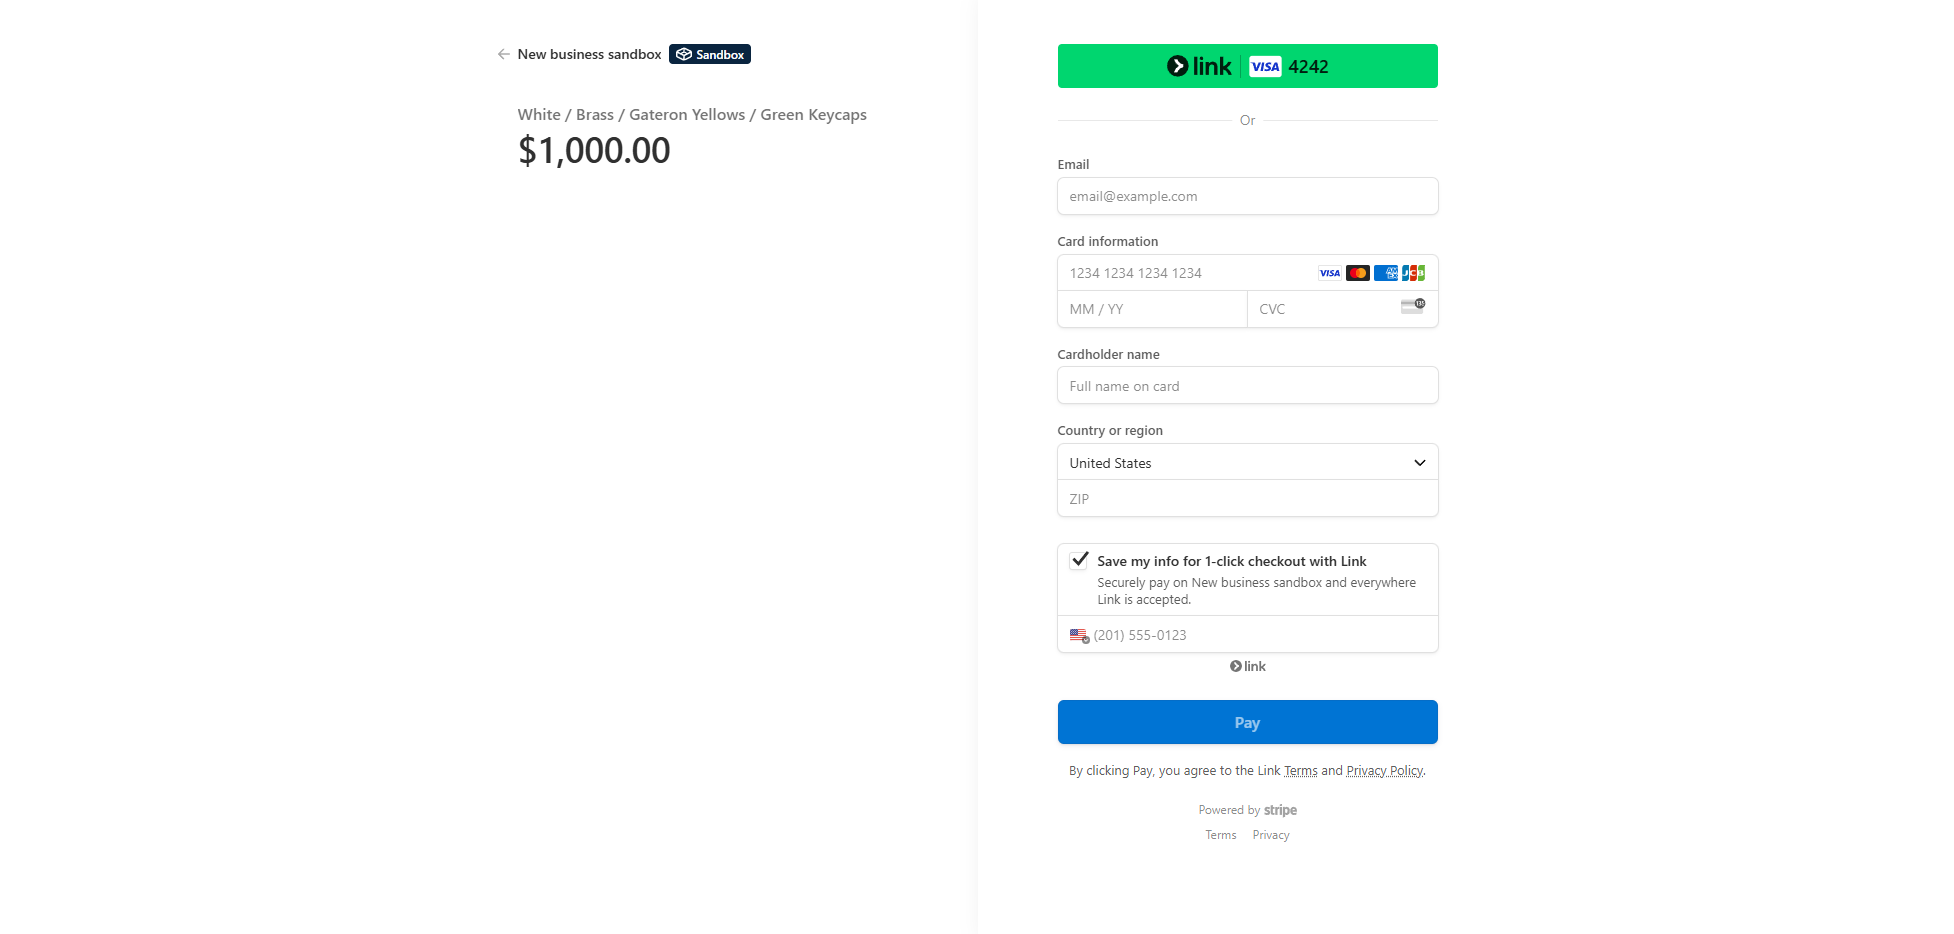 New business sandbox Sandbox
White / Brass / Gateron Yellows / Green Keycaps
$1,000.00
link VISA 4242
Or
Email
email@example.com
Card information
1234 1234 1234 1234 VISA AMEX JCB
MM / YY CVC 135
Cardholder name
Full name on card
Country or region
United States
ZIP
Save my info for 1-click checkout with Link
Securely pay on New business sandbox and everywhere
Link is accepted.
(201) 555-0123
link
Pay
By clicking Pay, you agree to the Link Terms and Privacy Policy.
Powered by stripe
Terms Privacy